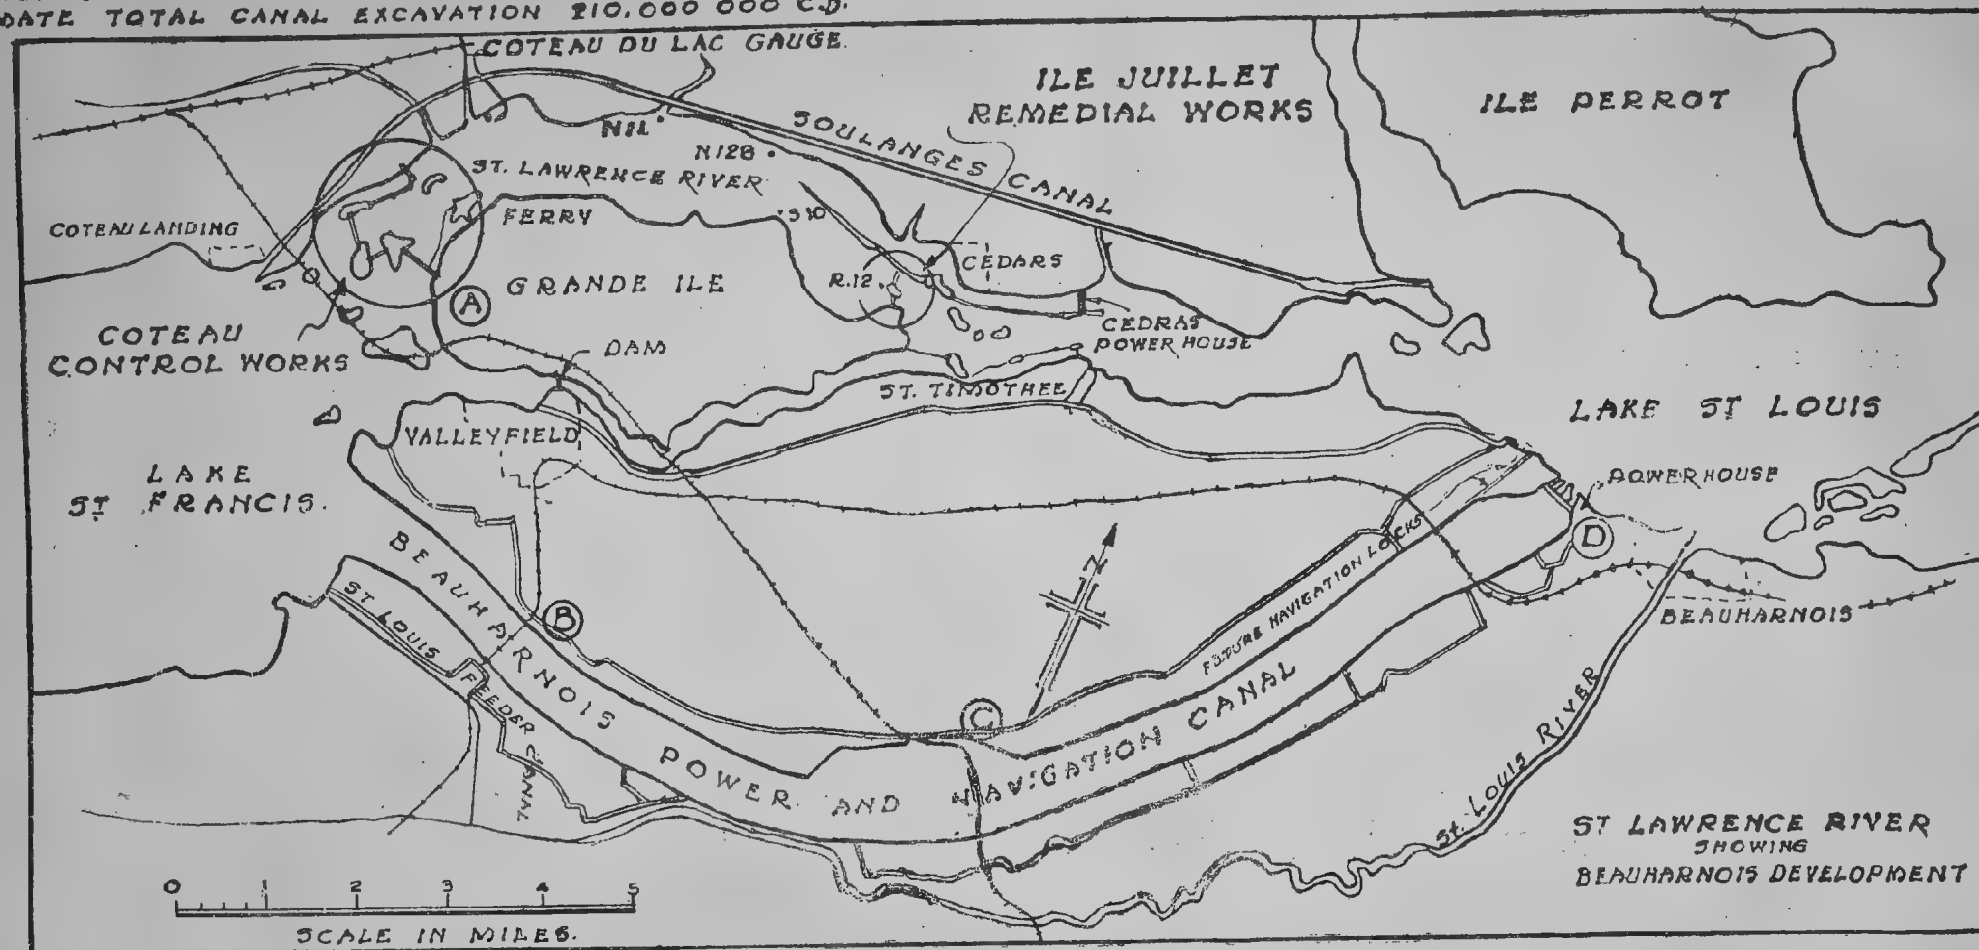 DATE TOTAL CANAL EXCAVATION 210,000 000 C.D.
COTEAU DU LAC GAUGE.
ILE JUILLET
REMEDIAL WORKS
ILE PERROT
SOULANGES CANAL
N128
ST. LAWRENCE RIVER
S10
FERRY
COTEAU LANDING
CEDARS
R.12
GRANDE ILE
A
COTEAU
CONTROL WORKS
CEDRAS
POWER HOUSE
DAM
ST. TIMOTHEE
LAKE ST LOUIS
VALLEYFIELD
LAKE
ST FRANCIS.
POWERHOUSE
D
BEAUHARNOIS POWER AND NAVIGATION CANAL
N
FUTURE NAVIGATION LOCKS
ST LOUIS
FEEDER CANAL
B
BEAUHARNOIS
C
ST. LOUIS RIVER
ST LAWRENCE RIVER
SHOWING
BEAUHARNOIS DEVELOPMENT
0 1 2 3 4 5
SCALE IN MILES.